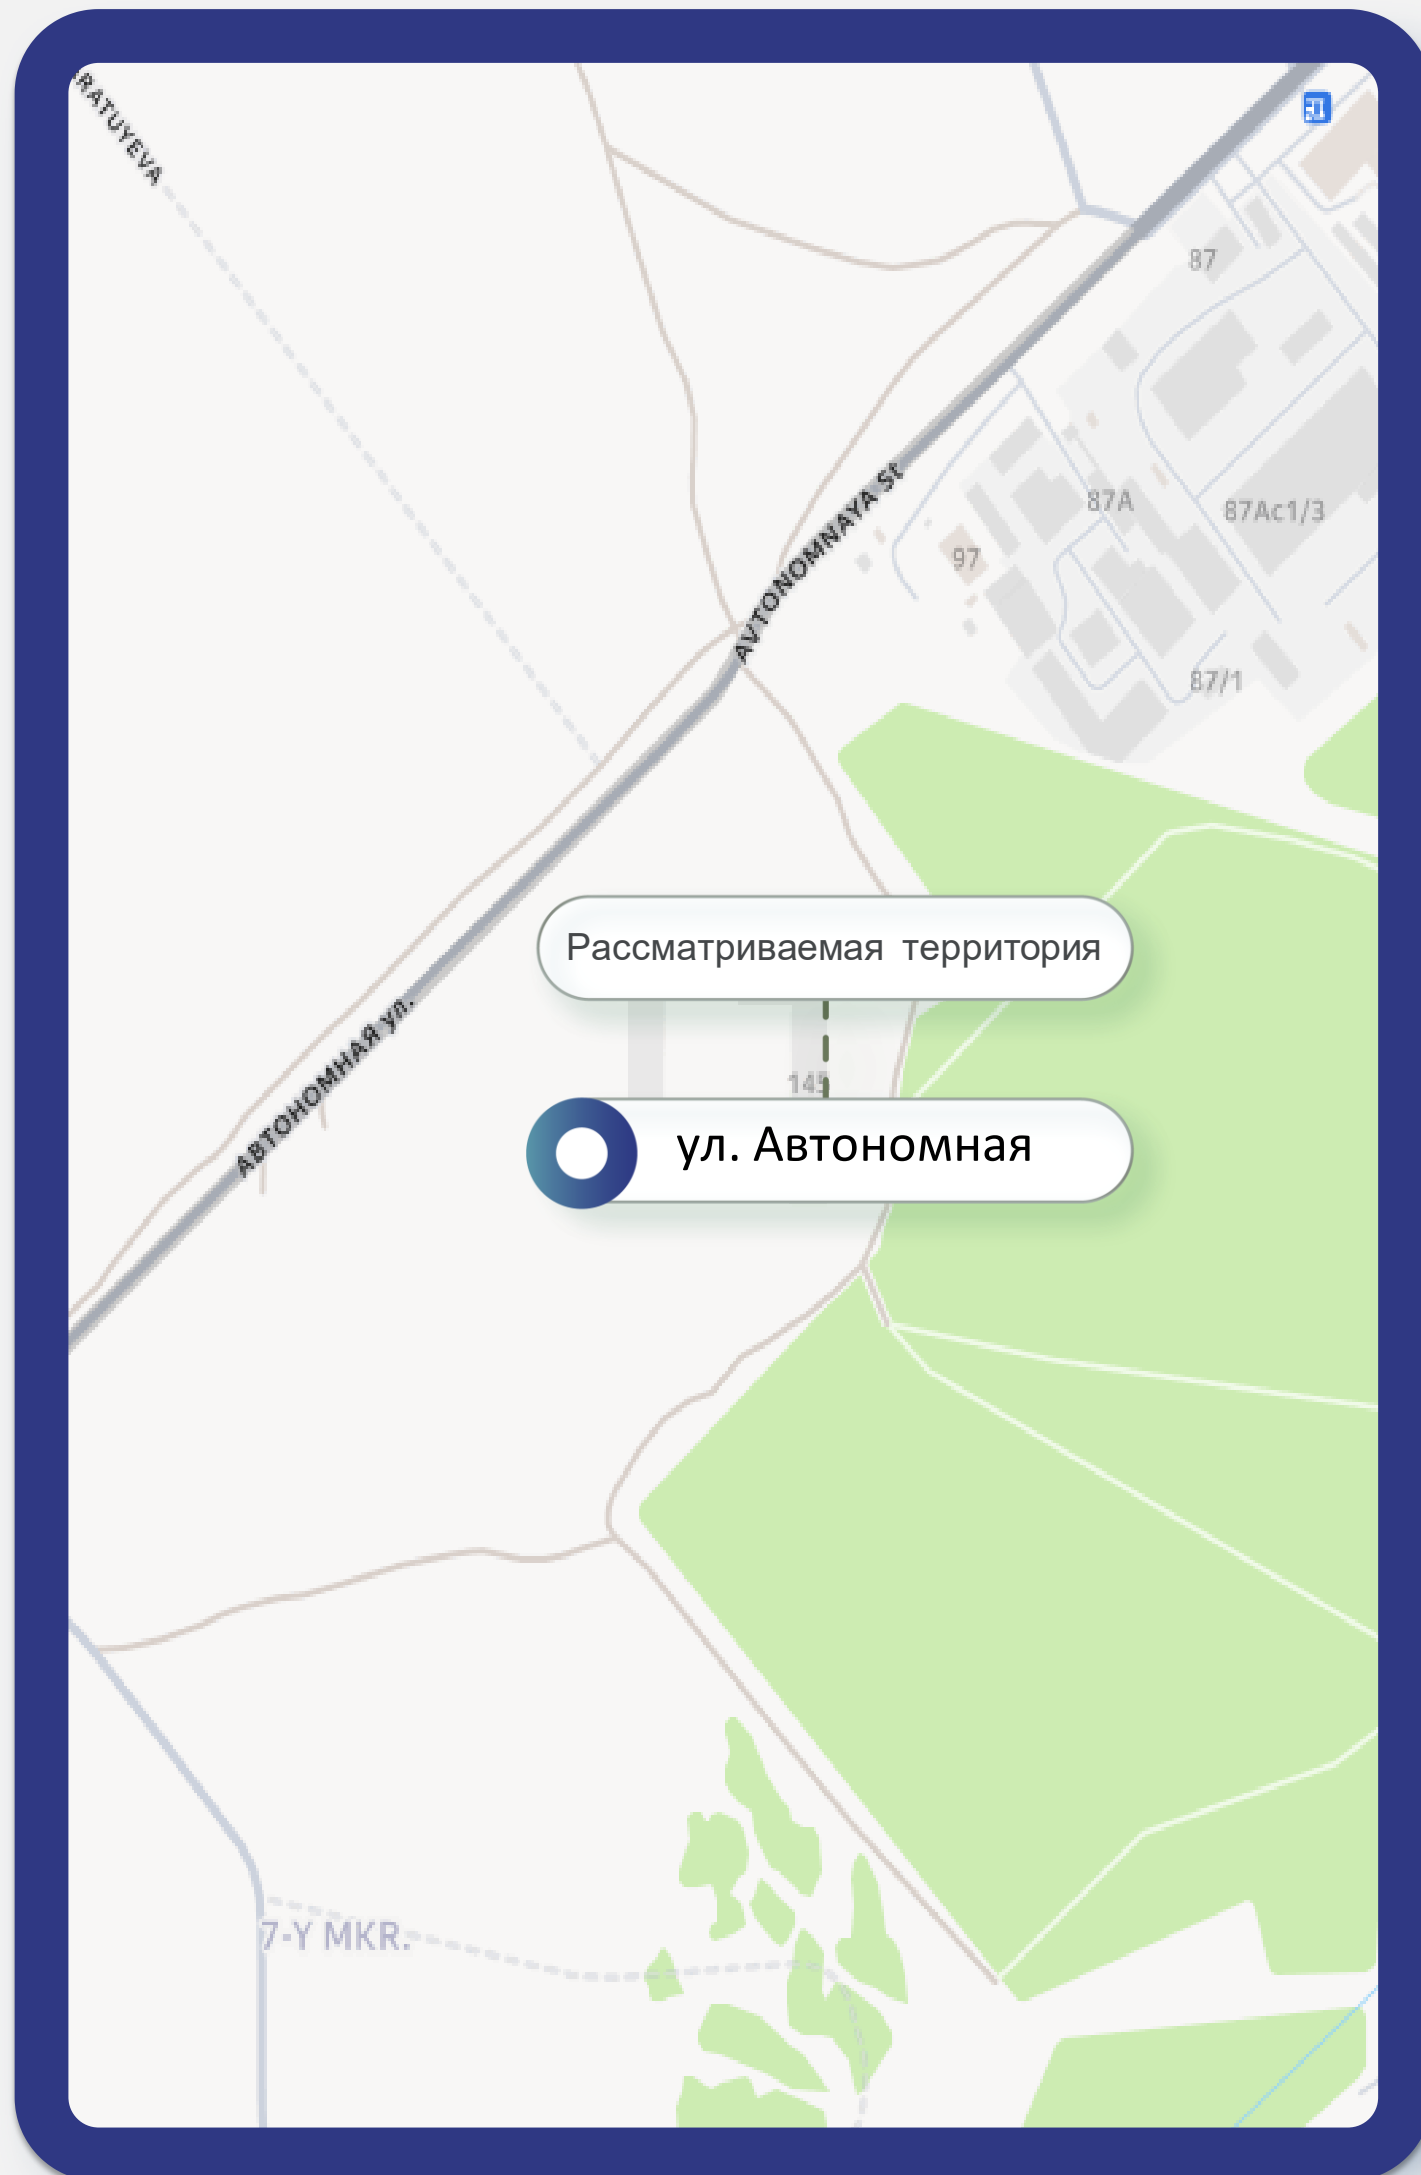 RATUYEVA
87
AVTONOMNAYA St
87A
87Ac1/3
97
87/1
Рассматриваемая территория
АВТОНОМНАЯ ул.
145
ул. Автономная
7-Y MKR.